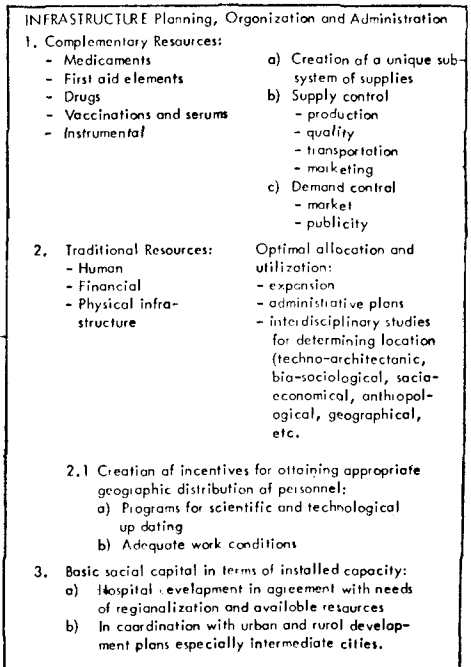 INFRASTRUCTURE Planning, Organization and Administration
1. Complementary Resources:
- Medicaments
- First aid elements
- Drugs
- Vaccinations and serums
- Instrumental
a) Creation of a unique sub-
system of supplies
b) Supply control
- production
- quality
- transportation
- marketing
c) Demand control
- market
- publicity
2. Traditional Resources:
- Human
- Financial
- Physical infra-
structure
Optimal allocation and
utilization:
- expansion
- administrative plans
- interdisciplinary studies
for determining location
(techno-architectanic,
bio-sociological, socio-
economical, anthropol-
ogical, geographical,
etc.
2.1 Creation of incentives for attaining appropriate
geographic distribution of personnel:
a) Programs for scientific and technological
up dating
b) Adequate work conditions
3. Basic social capital in terms of installed capacity:
a) Hospital development in agreement with needs
of regionalization and available resources
b) In coordination with urban and rural develop-
ment plans especially intermediate cities.